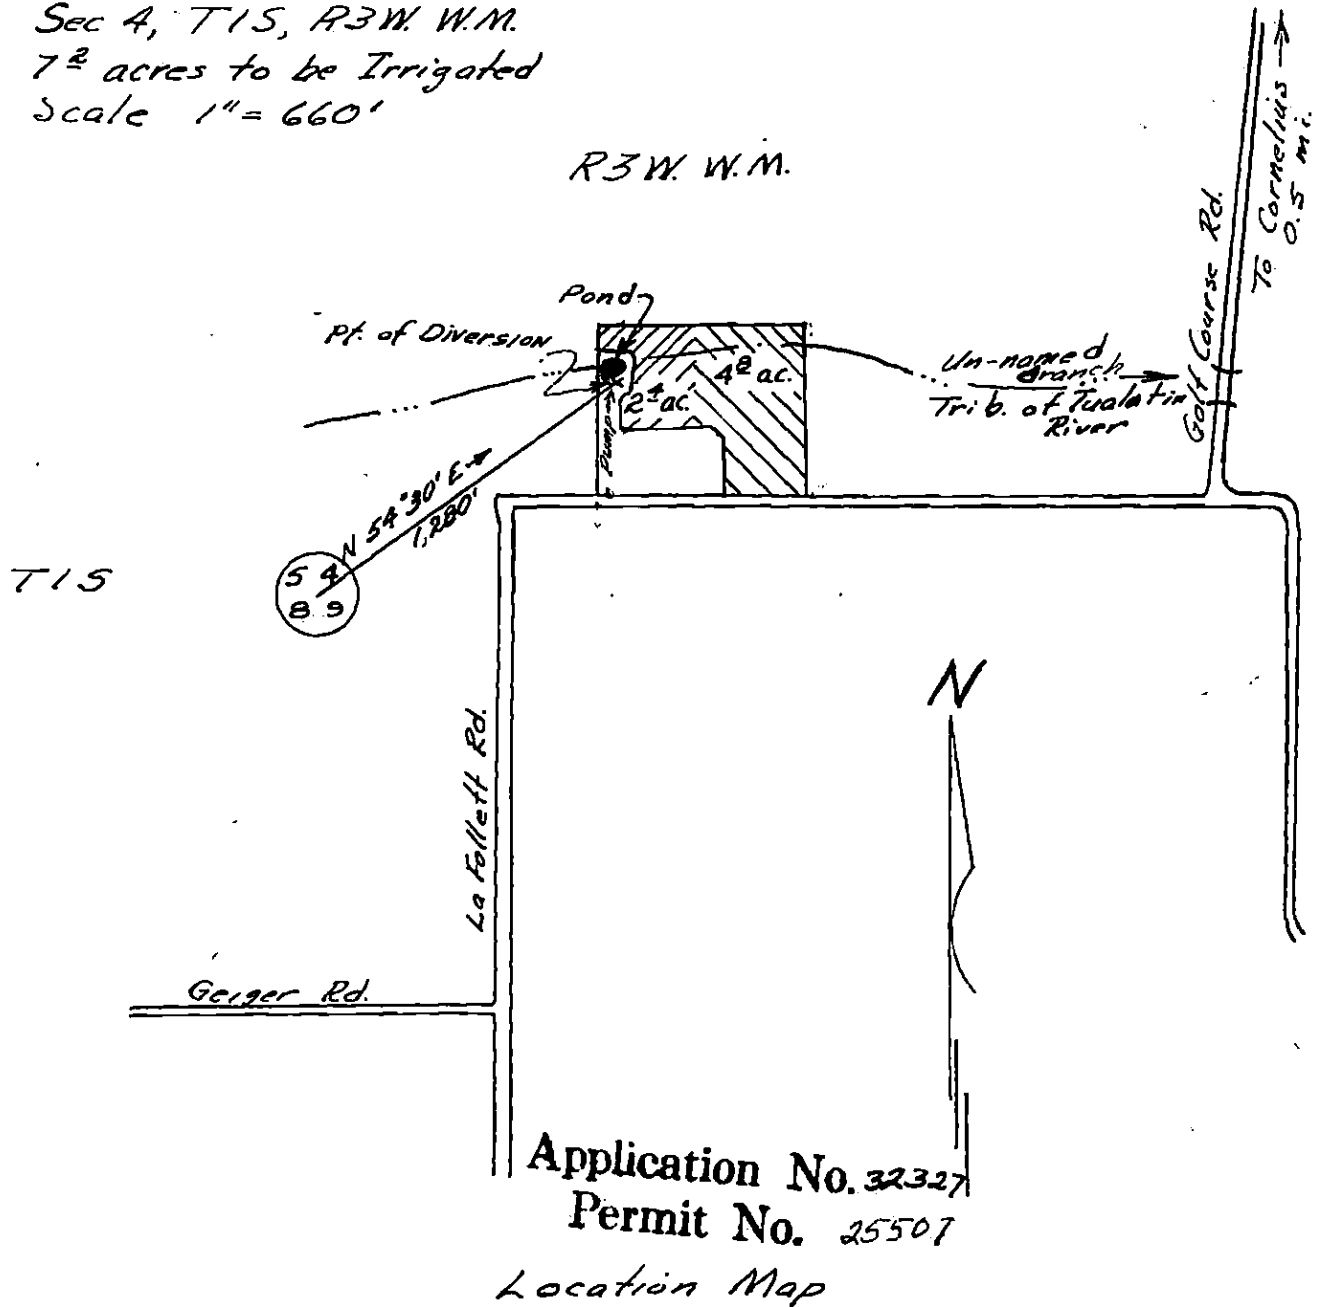 Sec 4, T1S, R3W. W.M.
7² acres to be Irrigated
Scale 1" = 660'
R3W. W.M.
To Cornelius
0.5 mi.
Golf Course Rd.
Pond
Pt. of Diversion
4⁸ ac.
2⁴ ac.
Pump
Un-named
Branch
Trib. of Tualatin
River
N 54°30' E
1,280'
T1S
5 4
8 9
N
La Follett Rd.
Geiger Rd.
Application No. 32327
Permit No. 25507
Location Map